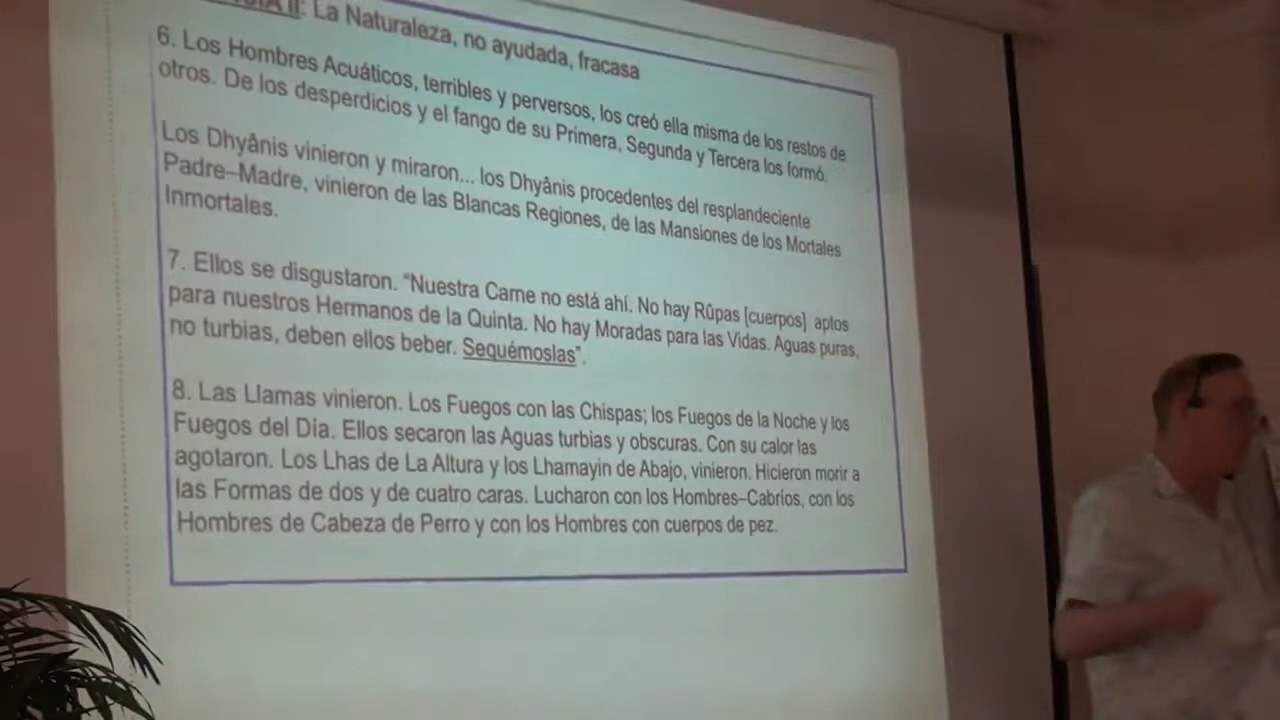 II: La Naturaleza, no ayudada, fracasa
6. Los Hombres Acuáticos, terribles y perversos, los creó ella misma de los restos de
otros. De los desperdicios y el fango de su Primera, Segunda y Tercera los formó.
Los Dhyânis vinieron y miraron... los Dhyânis procedentes del resplandeciente
Padre–Madre, vinieron de las Blancas Regiones, de las Mansiones de los Mortales
Inmortales.
7. Ellos se disgustaron. “Nuestra Carne no está ahí. No hay Rûpas [cuerpos] aptos
para nuestros Hermanos de la Quinta. No hay Moradas para las Vidas. Aguas puras,
no turbias, deben ellos beber. Sequémoslas”.
8. Las Llamas vinieron. Los Fuegos con las Chispas; los Fuegos de la Noche y los
Fuegos del Día. Ellos secaron las Aguas turbias y obscuras. Con su calor las
agotaron. Los Lhas de La Altura y los Lhamayin de Abajo, vinieron. Hicieron morir a
las Formas de dos y de cuatro caras. Lucharon con los Hombres–Cabríos, con los
Hombres de Cabeza de Perro y con los Hombres con cuerpos de pez.